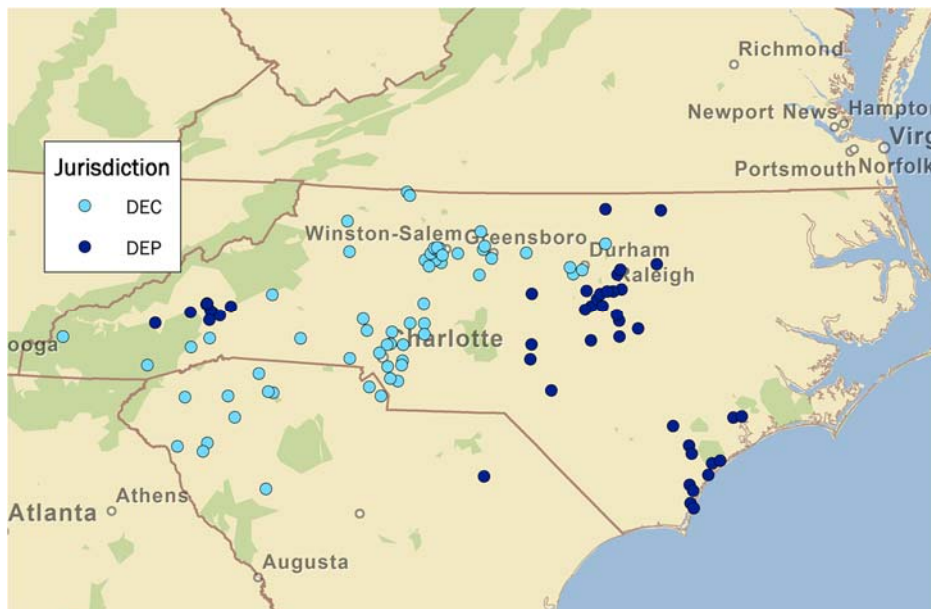 Richmond
Newport News
Hampton
Virg
Portsmouth
Norfolk
Jurisdiction
DEC
DEP
Winston-Salem
Greensboro
Durham
Raleigh
ooga
Charlotte
Athens
Atlanta
Augusta